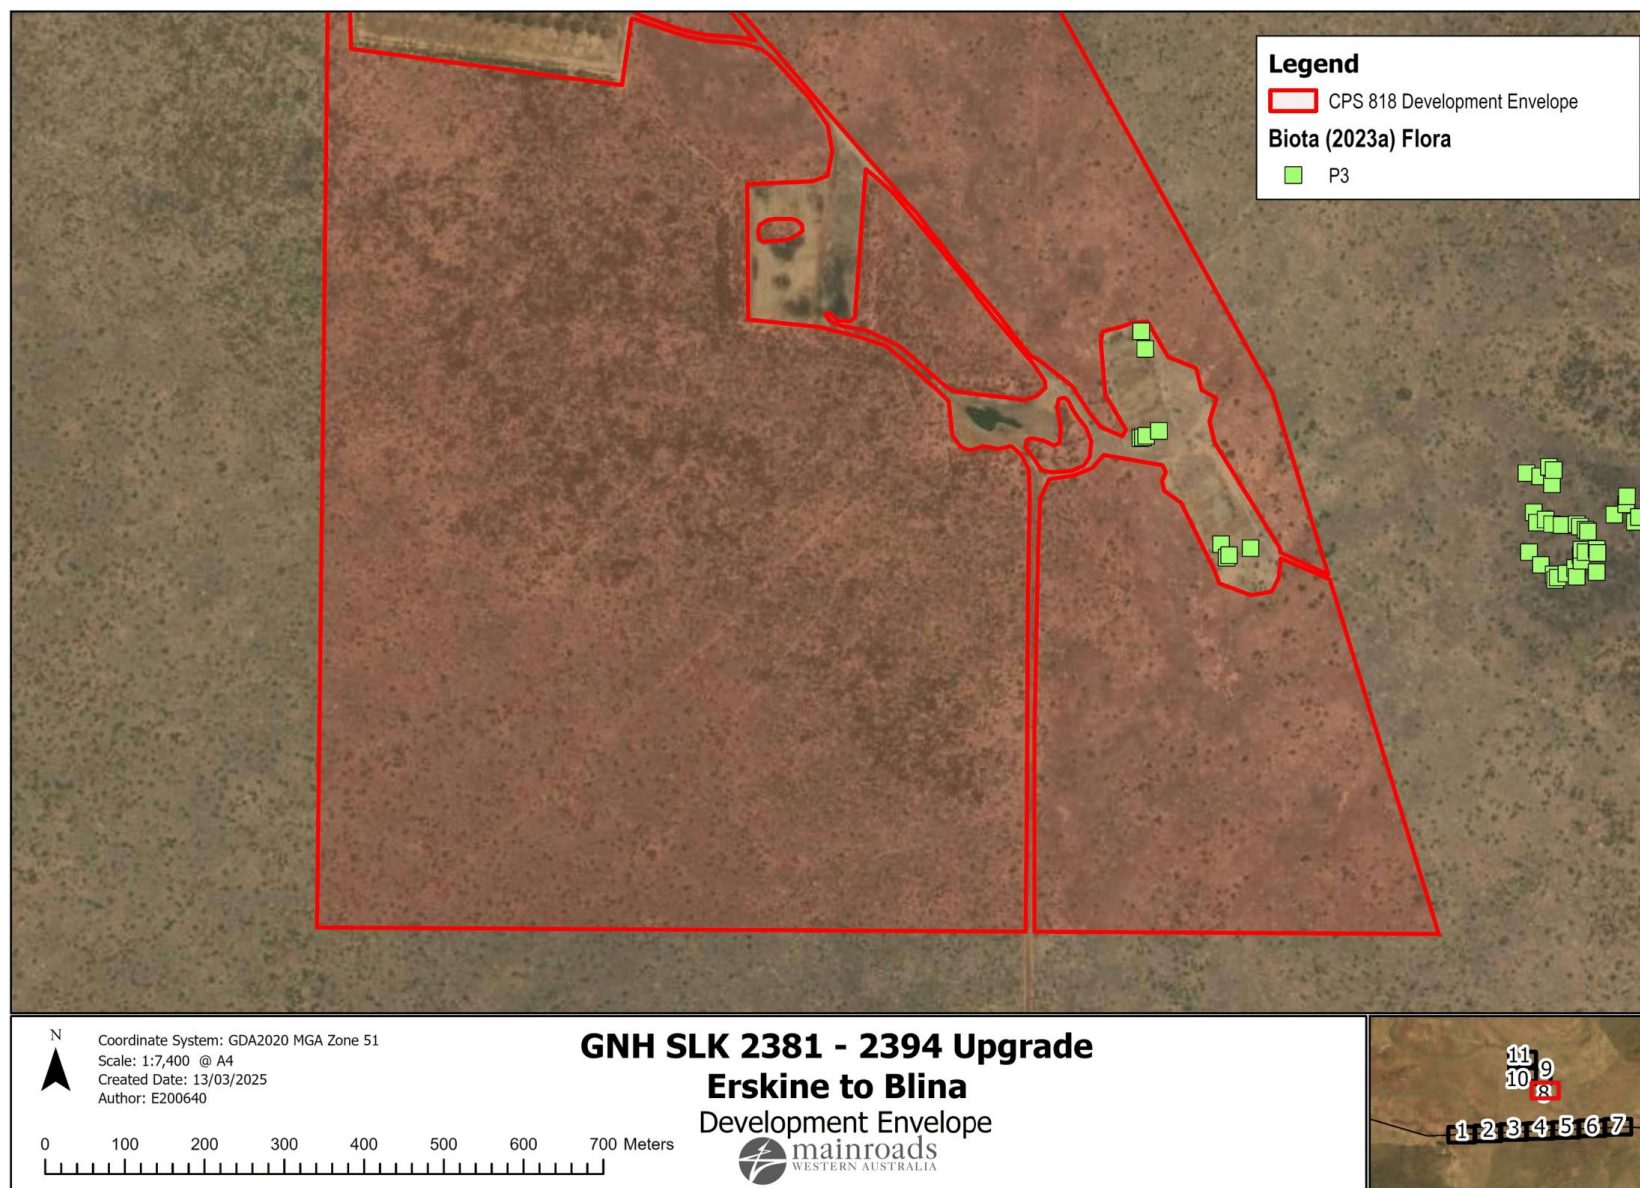 Legend
CPS 818 Development Envelope
Biota (2023a) Flora
P3
N
Coordinate System: GDA2020 MGA Zone 51
Scale: 1:7,400 @ A4
Created Date: 13/03/2025
Author: E200640
0 100 200 300 400 500 600 700 Meters
GNH SLK 2381 - 2394 Upgrade
Erskine to Blina
Development Envelope
mainroads
WESTERN AUSTRALIA
11
9
10
8
1 2 3 4 5 6 7